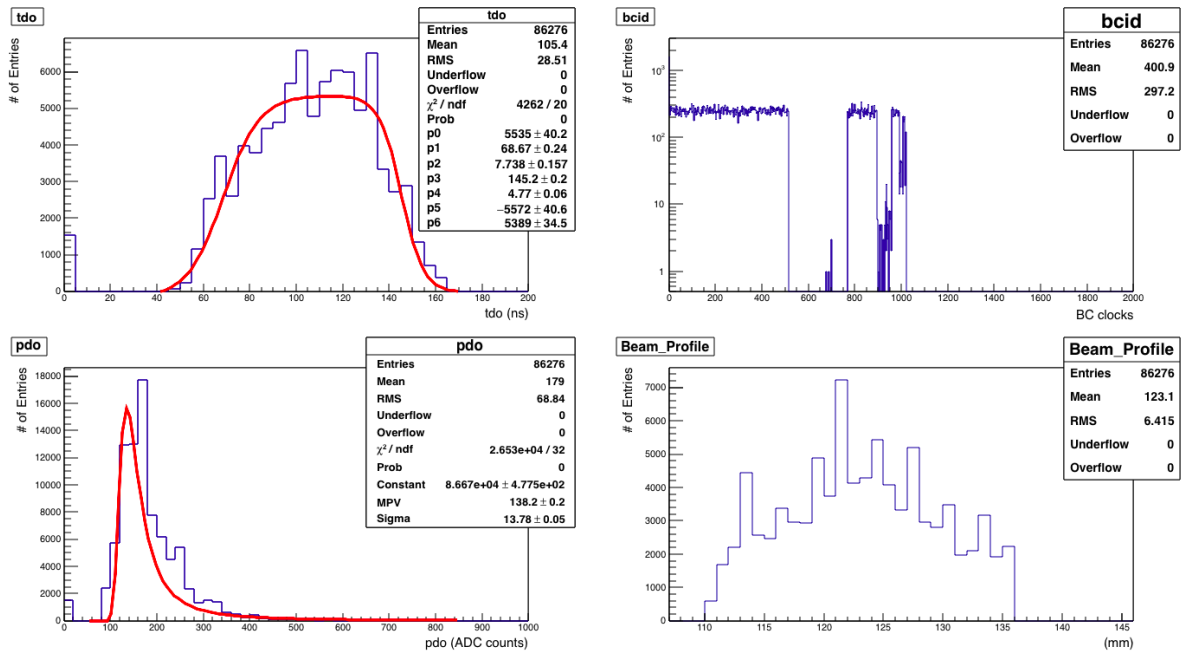 tdo
# of Entries
6000
5000
4000
3000
2000
1000
0
0 20 40 60 80 100 120 140 160 180 200
tdo (ns)
tdo
Entries 86276
Mean 105.4
RMS 28.51
Underflow 0
Overflow 0
χ² / ndf 4262 / 20
Prob 0
p0 5535 ± 40.2
p1 68.67 ± 0.24
p2 7.738 ± 0.157
p3 145.2 ± 0.2
p4 4.77 ± 0.06
p5 −5572 ± 40.6
p6 5389 ± 34.5
bcid
# of Entries
10³
10²
10
1
0 200 400 600 800 1000 1200 1400 1600 1800 2000
BC clocks
bcid
Entries 86276
Mean 400.9
RMS 297.2
Underflow 0
Overflow 0
pdo
# of Entries
18000
16000
14000
12000
10000
8000
6000
4000
2000
0
0 100 200 300 400 500 600 700 800 900 1000
pdo (ADC counts)
pdo
Entries 86276
Mean 179
RMS 68.84
Underflow 0
Overflow 0
χ² / ndf 2.653e+04 / 32
Prob 0
Constant 8.667e+04 ± 4.775e+02
MPV 138.2 ± 0.2
Sigma 13.78 ± 0.05
Beam_Profile
# of Entries
7000
6000
5000
4000
3000
2000
1000
0
110 115 120 125 130 135 140 145
(mm)
Beam_Profile
Entries 86276
Mean 123.1
RMS 6.415
Underflow 0
Overflow 0